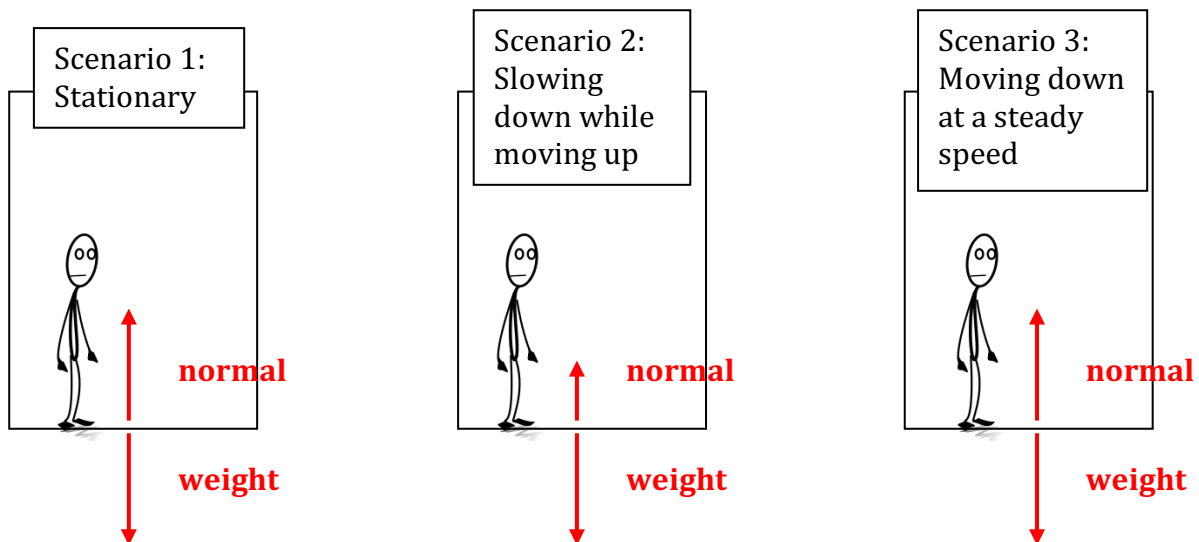 Scenario 1:
Stationary
normal
weight
Scenario 2:
Slowing
down while
moving up
normal
weight
Scenario 3:
Moving down
at a steady
speed
normal
weight